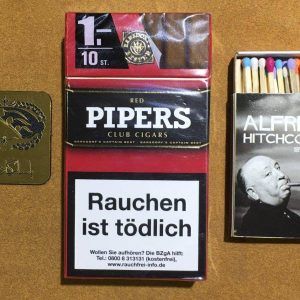 1.-
10 ST.
RED
PIPERS
CLUB CIGARS
Rauchen
ist tödlich
Wollen Sie aufhören? Die BZgA hilft:
Tel.: 0800 8 313131 (kostenfrei),
www.rauchfrei-info.de
ALFRE
HITCHCO